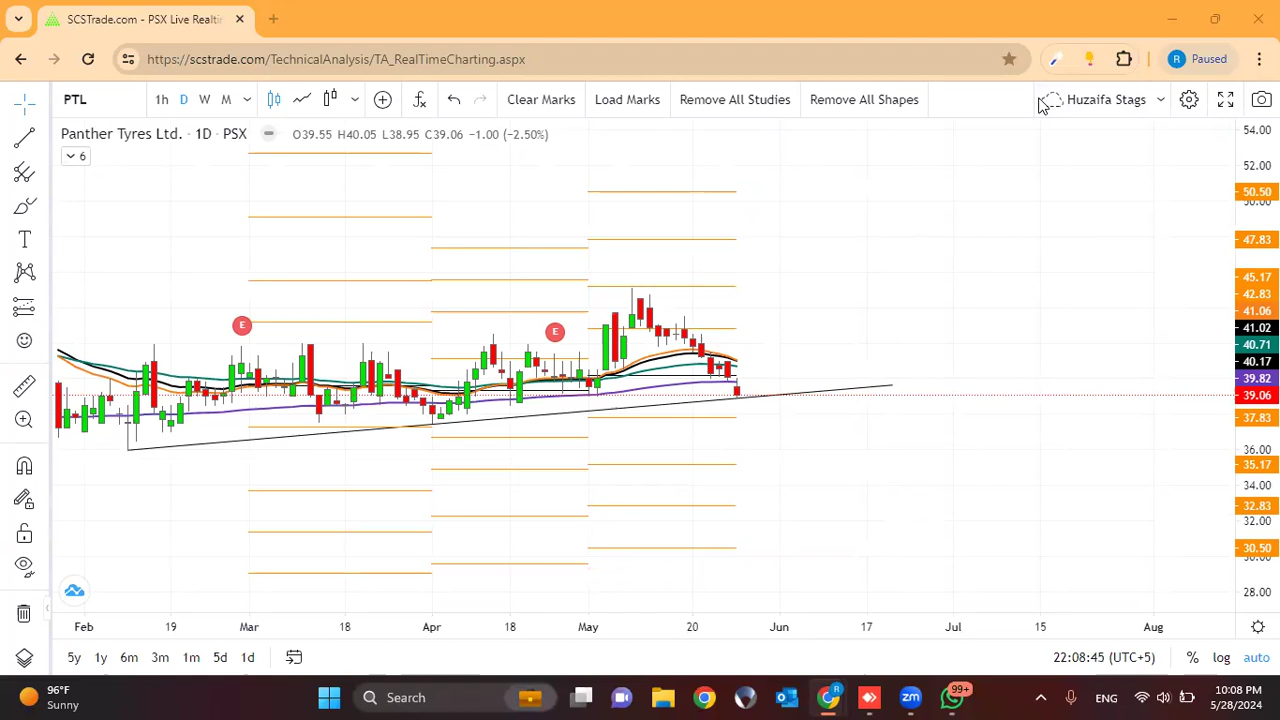 SCSTrade.com - PSX Live Realti
https://scstrade.com/TechnicalAnalysis/TA_RealTimeCharting.aspx
R Paused
PTL 1h D W M Clear Marks Load Marks Remove All Studies Remove All Shapes Huzaifa Stags
Panther Tyres Ltd. · 1D · PSX O39.55 H40.05 L38.95 C39.06 −1.00 (−2.50%)
6
54.00
52.00
50.50
50.00
47.83
45.17
42.83
41.06
41.02
40.71
40.17
39.82
39.06
37.83
36.00
35.17
34.00
32.83
32.00
30.50
30.00
28.00
E
E
T
Feb 19 Mar 18 Apr 18 May 20 Jun 17 Jul 15 Aug
5y 1y 6m 3m 1m 5d 1d 22:08:45 (UTC+5) % log auto
96°F
Sunny
Search
R
zm
99+
ENG
10:08 PM
5/28/2024